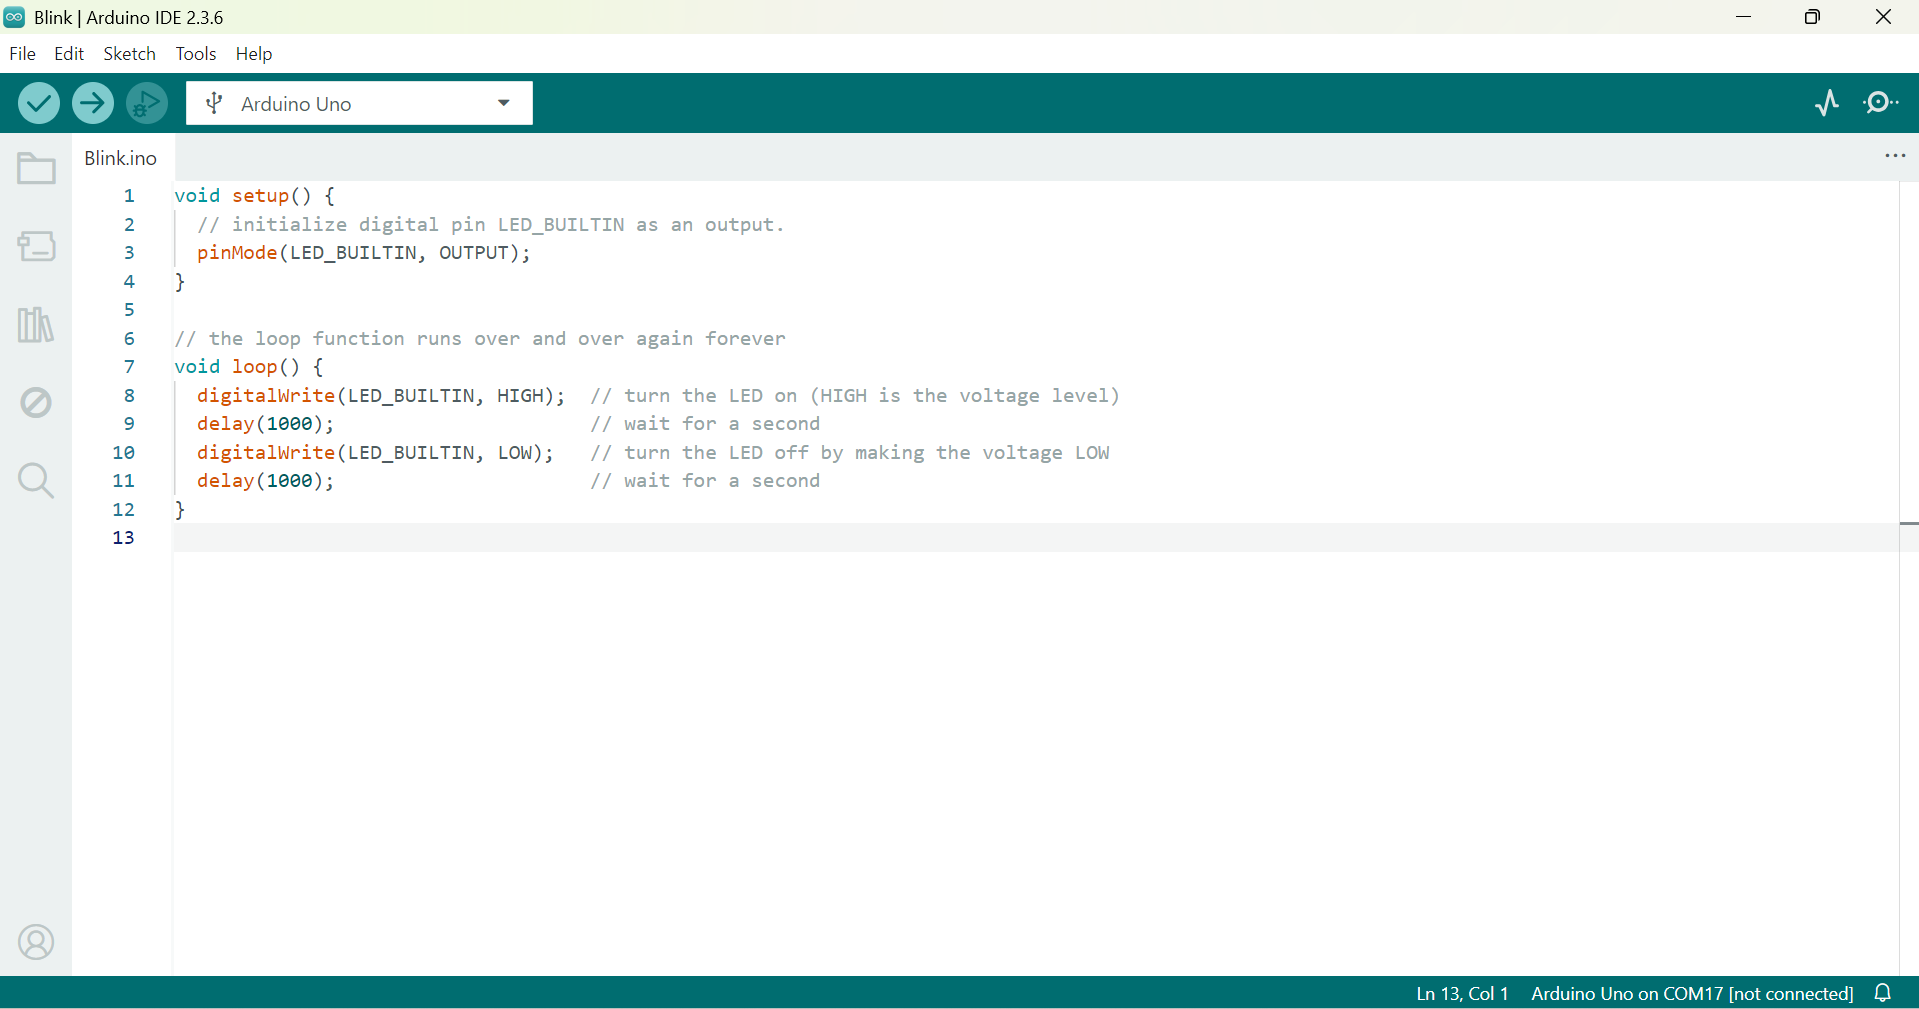 Blink | Arduino IDE 2.3.6
File Edit Sketch Tools Help
Arduino Uno
Blink.ino
1 void setup() {
2   // initialize digital pin LED_BUILTIN as an output.
3   pinMode(LED_BUILTIN, OUTPUT);
4 }
5
6 // the loop function runs over and over again forever
7 void loop() {
8   digitalWrite(LED_BUILTIN, HIGH);  // turn the LED on (HIGH is the voltage level)
9   delay(1000);                      // wait for a second
10   digitalWrite(LED_BUILTIN, LOW);   // turn the LED off by making the voltage LOW
11   delay(1000);                      // wait for a second
12 }
13
Ln 13, Col 1 Arduino Uno on COM17 [not connected]